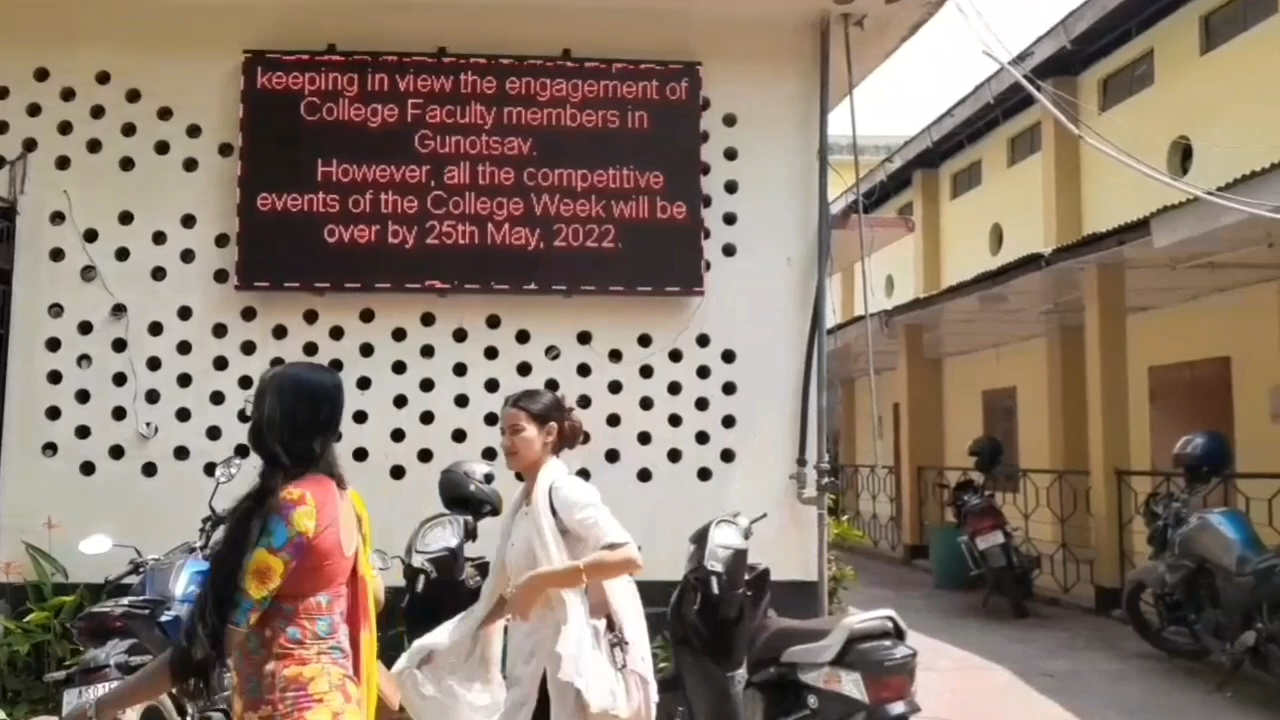 keeping in view the engagement of
College Faculty members in
Gunotsav.
However, all the competitive
events of the College Week will be
over by 25th May, 2022.